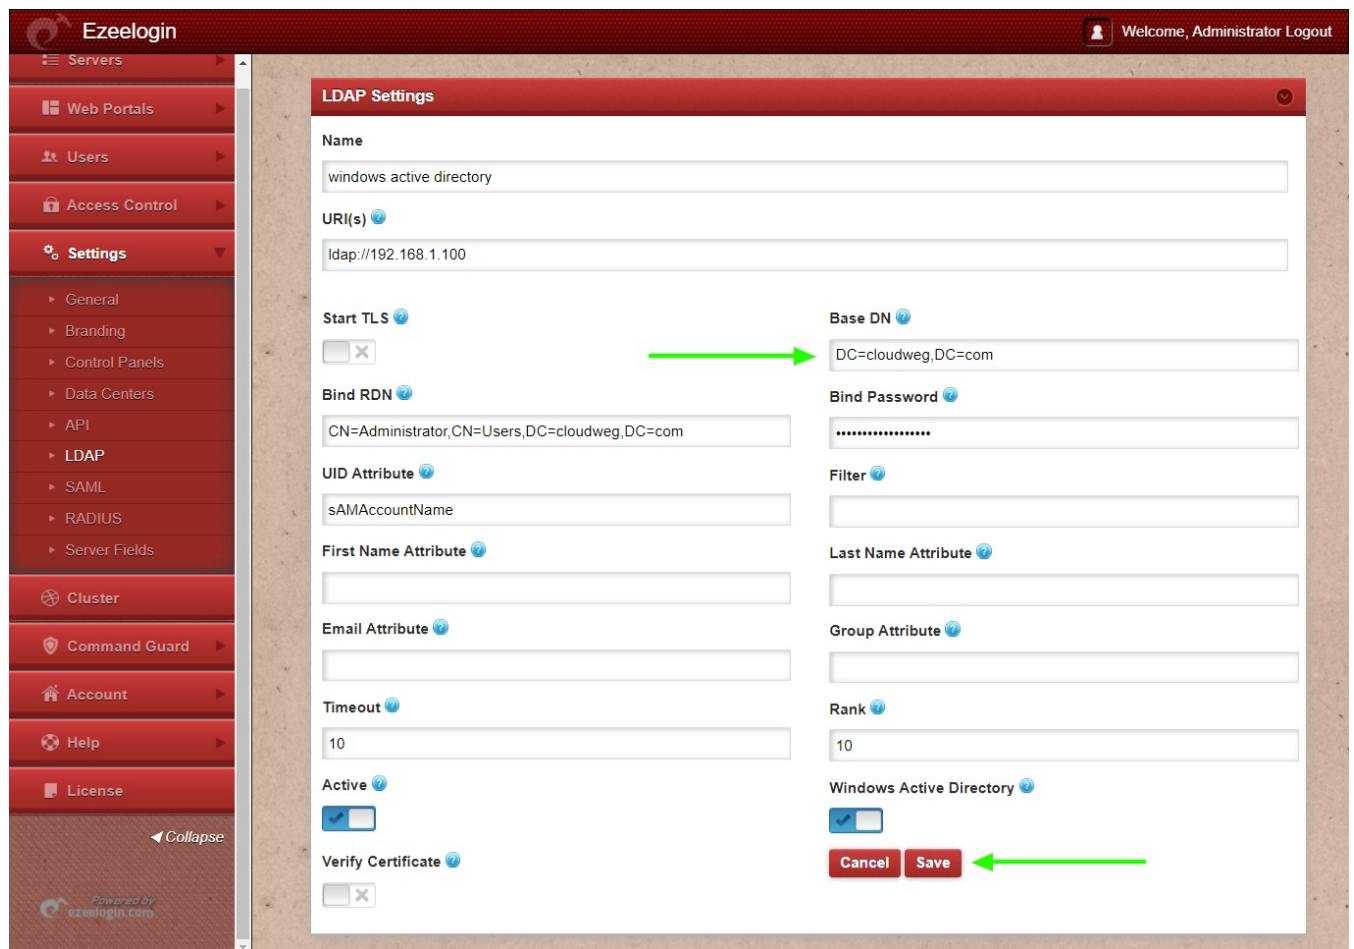 Ezeelogin
Welcome, Administrator Logout
Servers
Web Portals
Users
Access Control
Settings
General
Branding
Control Panels
Data Centers
API
LDAP
SAML
RADIUS
Server Fields
Cluster
Command Guard
Account
Help
License
Collapse
Powered by
ezeelogin.com
LDAP Settings
Name
windows active directory
URI(s)
ldap://192.168.1.100
Start TLS
Base DN
DC=cloudweg,DC=com
Bind RDN
CN=Administrator,CN=Users,DC=cloudweg,DC=com
Bind Password
••••••••••••••••••
UID Attribute
sAMAccountName
Filter
First Name Attribute
Last Name Attribute
Email Attribute
Group Attribute
Timeout
10
Rank
10
Active
Windows Active Directory
Verify Certificate
Cancel
Save